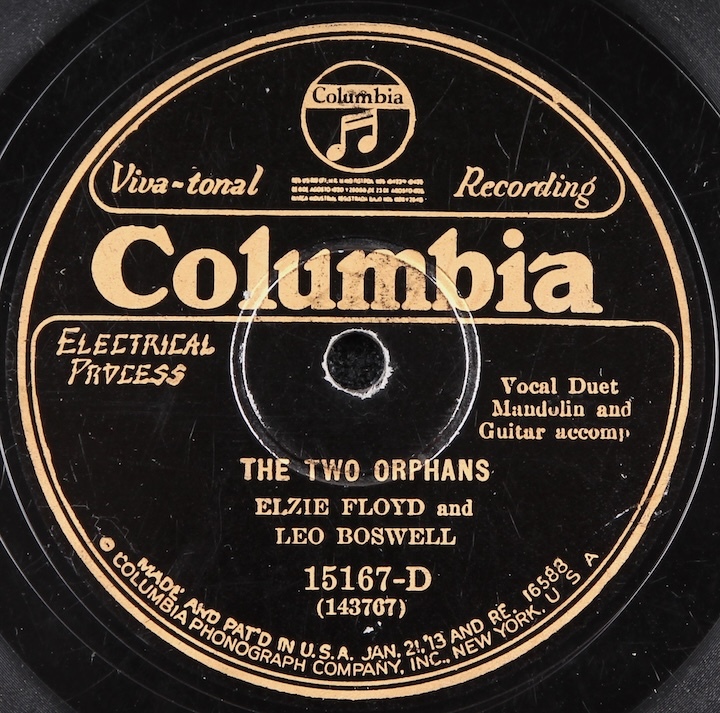 Columbia
Viva-tonal Recording
Columbia
ELECTRICAL
PROCESS
Vocal Duet
Mandolin and
Guitar accomp
THE TWO ORPHANS
ELZIE FLOYD and
LEO BOSWELL
15167-D
(143707)
MADE AND PAT'D IN U.S.A. JAN. 21,'13 AND RE. 16588
COLUMBIA PHONOGRAPH COMPANY, INC., NEW YORK, U S A